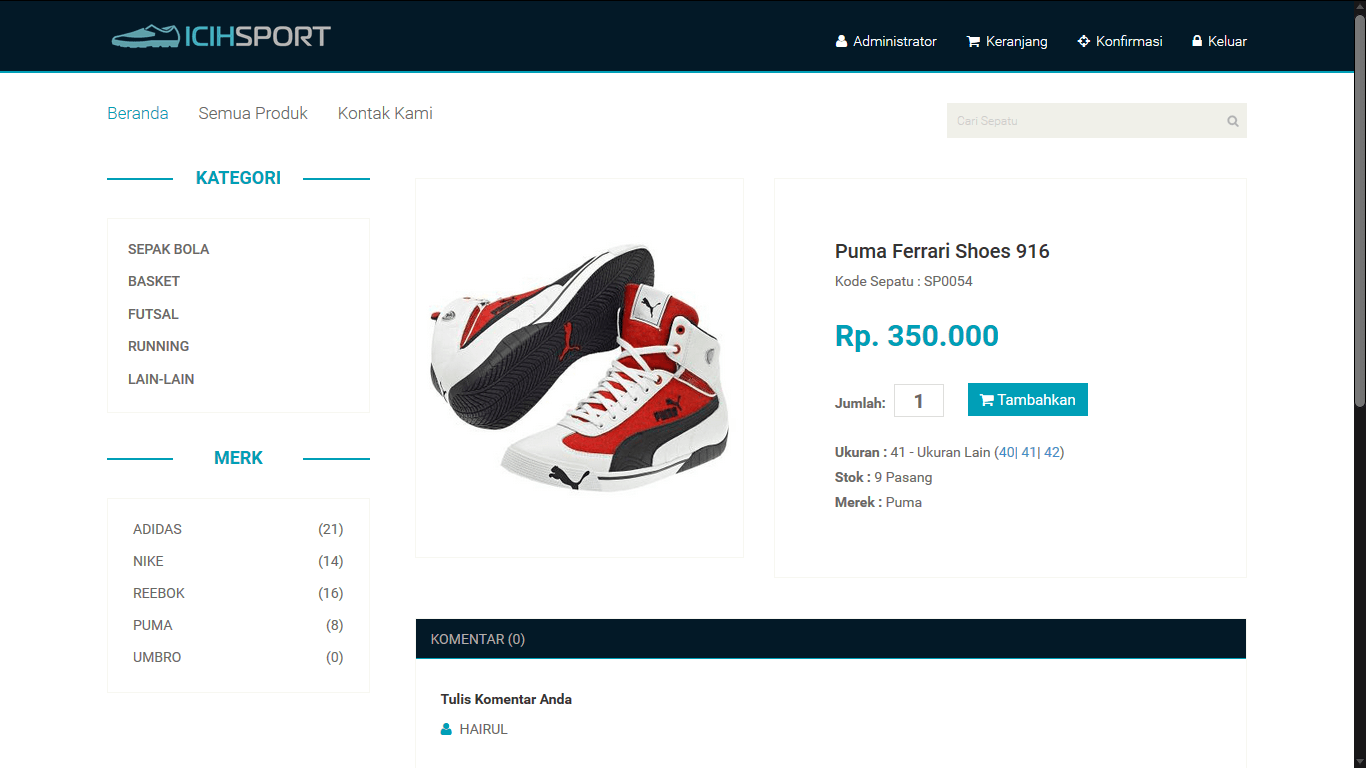 ICIHSPORT
Administrator Keranjang Konfirmasi Keluar
Beranda Semua Produk Kontak Kami
Cari Sepatu
KATEGORI
SEPAK BOLA
BASKET
FUTSAL
RUNNING
LAIN-LAIN
MERK
ADIDAS (21)
NIKE (14)
REEBOK (16)
PUMA (8)
UMBRO (0)
PUMA
Puma Ferrari Shoes 916
Kode Sepatu : SP0054
Rp. 350.000
Jumlah: 1 Tambahkan
Ukuran : 41 - Ukuran Lain (40| 41| 42)
Stok : 9 Pasang
Merek : Puma
KOMENTAR (0)
Tulis Komentar Anda
HAIRUL